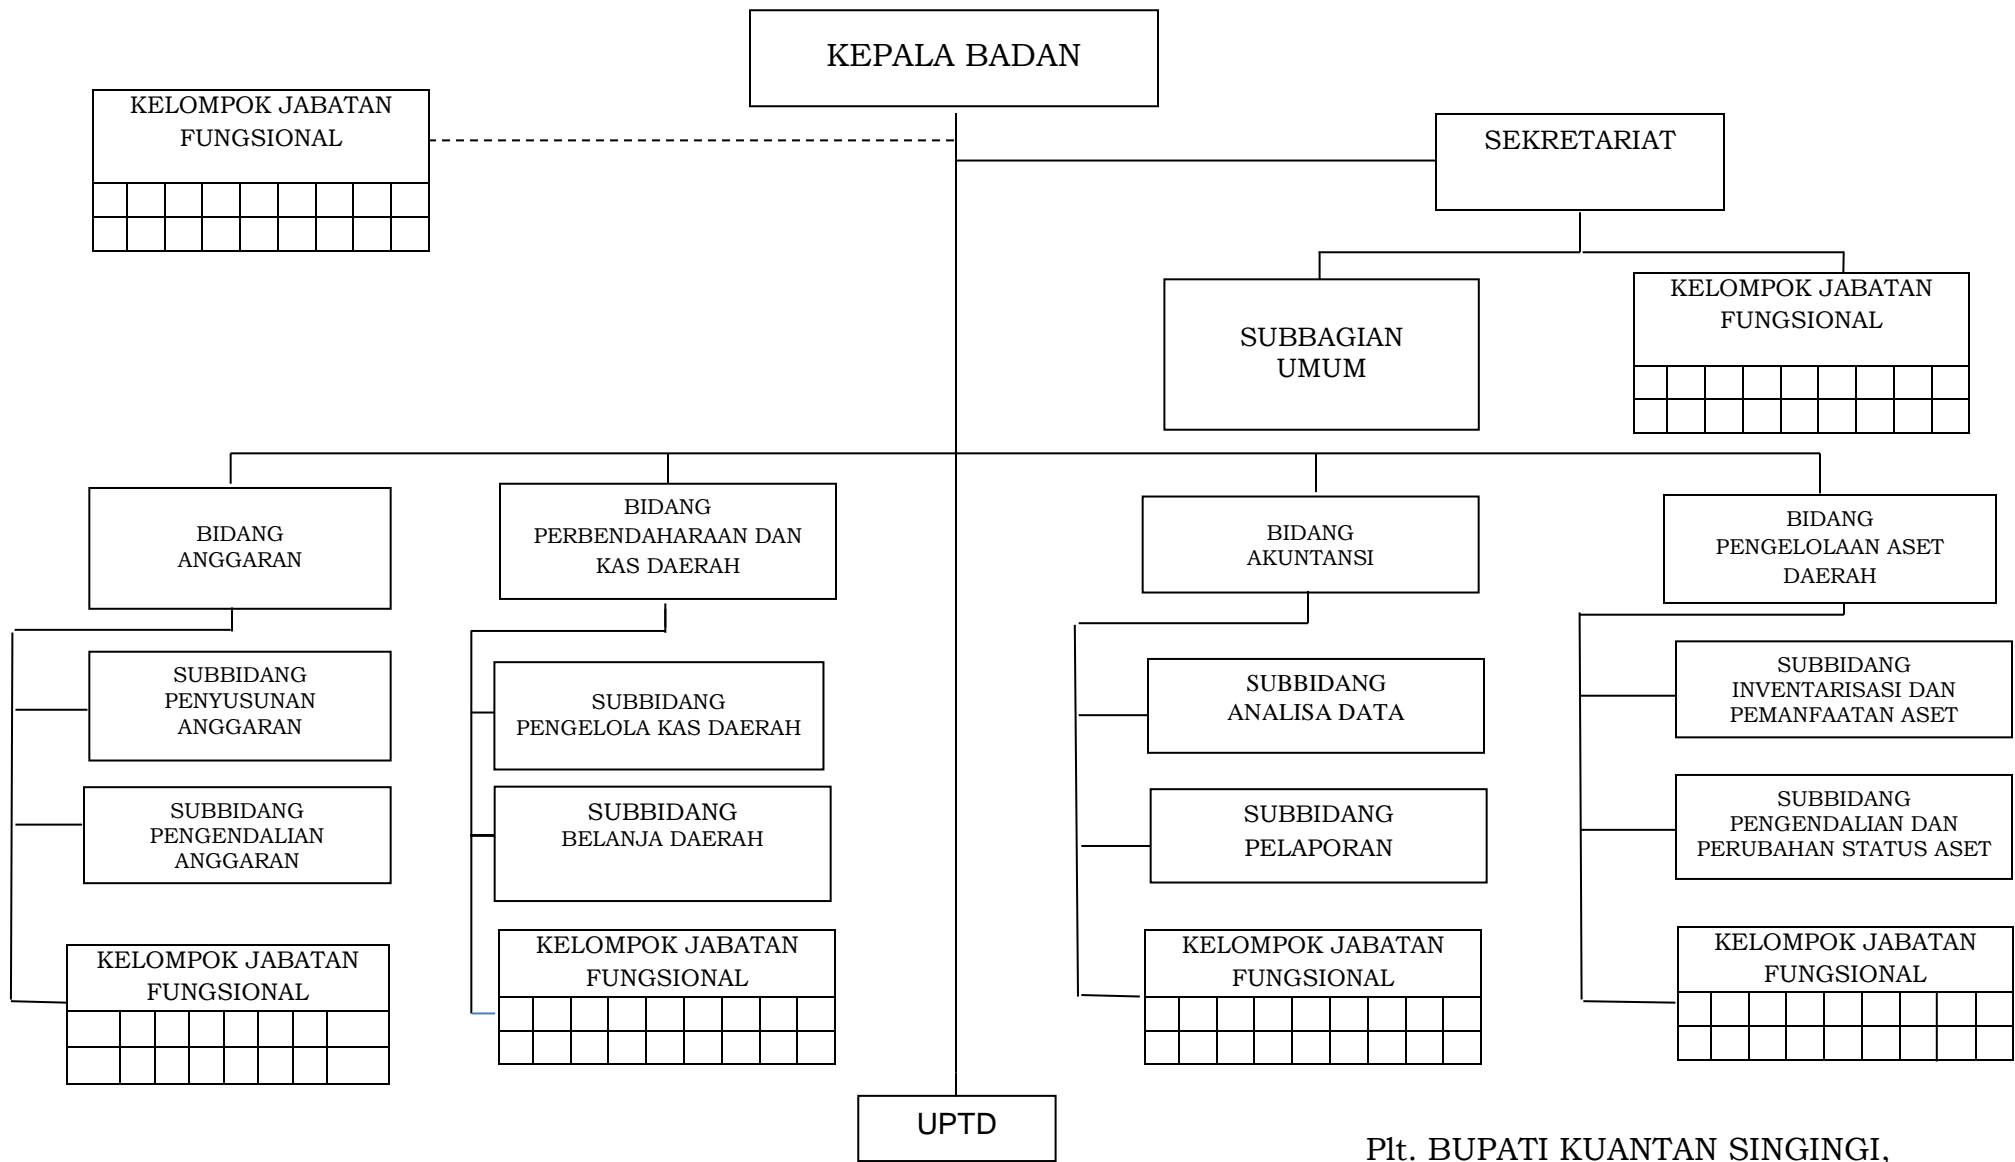 KEPALA BADAN
KELOMPOK JABATAN
FUNGSIONAL
SEKRETARIAT
SUBBAGIAN
UMUM
KELOMPOK JABATAN
FUNGSIONAL
BIDANG
ANGGARAN
BIDANG
PERBENDAHARAAN DAN
KAS DAERAH
BIDANG
AKUNTANSI
BIDANG
PENGELOLAAN ASET
DAERAH
SUBBIDANG
PENYUSUNAN
ANGGARAN
SUBBIDANG
PENGELOLA KAS DAERAH
SUBBIDANG
ANALISA DATA
SUBBIDANG
INVENTARISASI DAN
PEMANFAATAN ASET
SUBBIDANG
PENGENDALIAN
ANGGARAN
SUBBIDANG
BELANJA DAERAH
SUBBIDANG
PELAPORAN
SUBBIDANG
PENGENDALIAN DAN
PERUBAHAN STATUS ASET
KELOMPOK JABATAN
FUNGSIONAL
KELOMPOK JABATAN
FUNGSIONAL
KELOMPOK JABATAN
FUNGSIONAL
KELOMPOK JABATAN
FUNGSIONAL
UPTD
Plt. BUPATI KUANTAN SINGINGI,